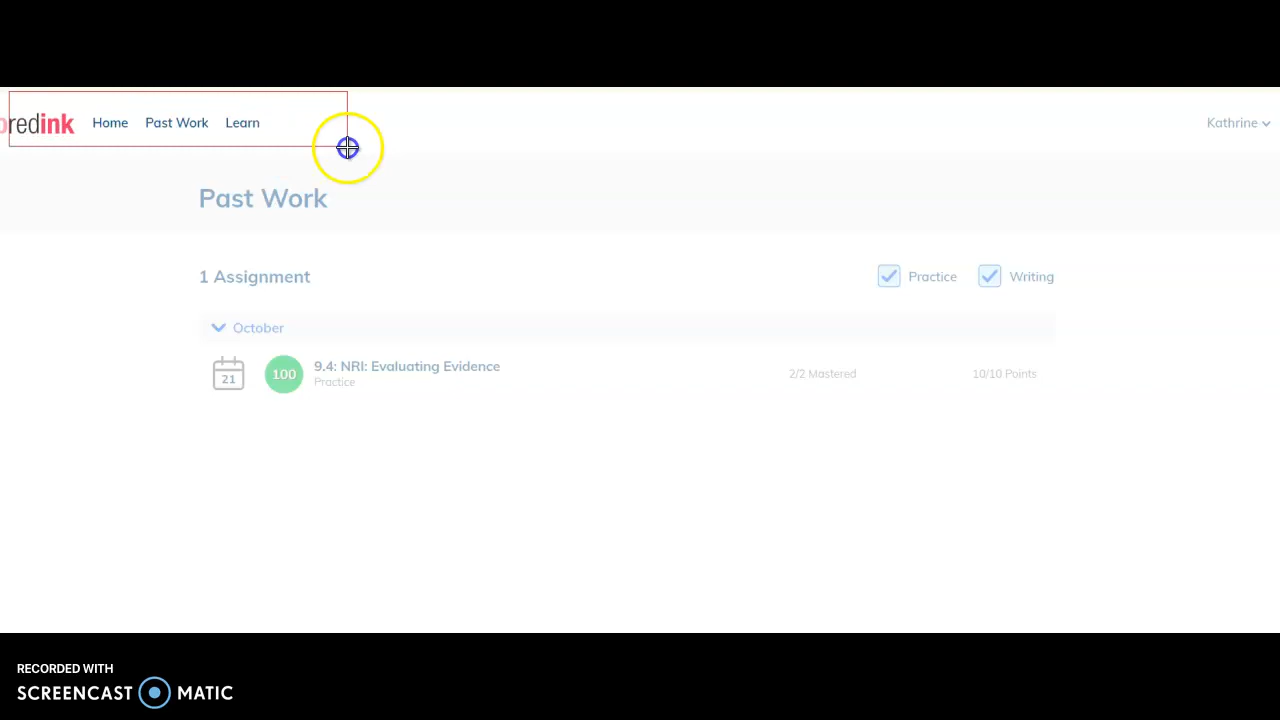 redink Home Past Work Learn Kathrine
Past Work
1 Assignment Practice Writing
October
21 100 9.4: NRI: Evaluating Evidence 2/2 Mastered 10/10 Points
Practice
RECORDED WITH
SCREENCAST MATIC